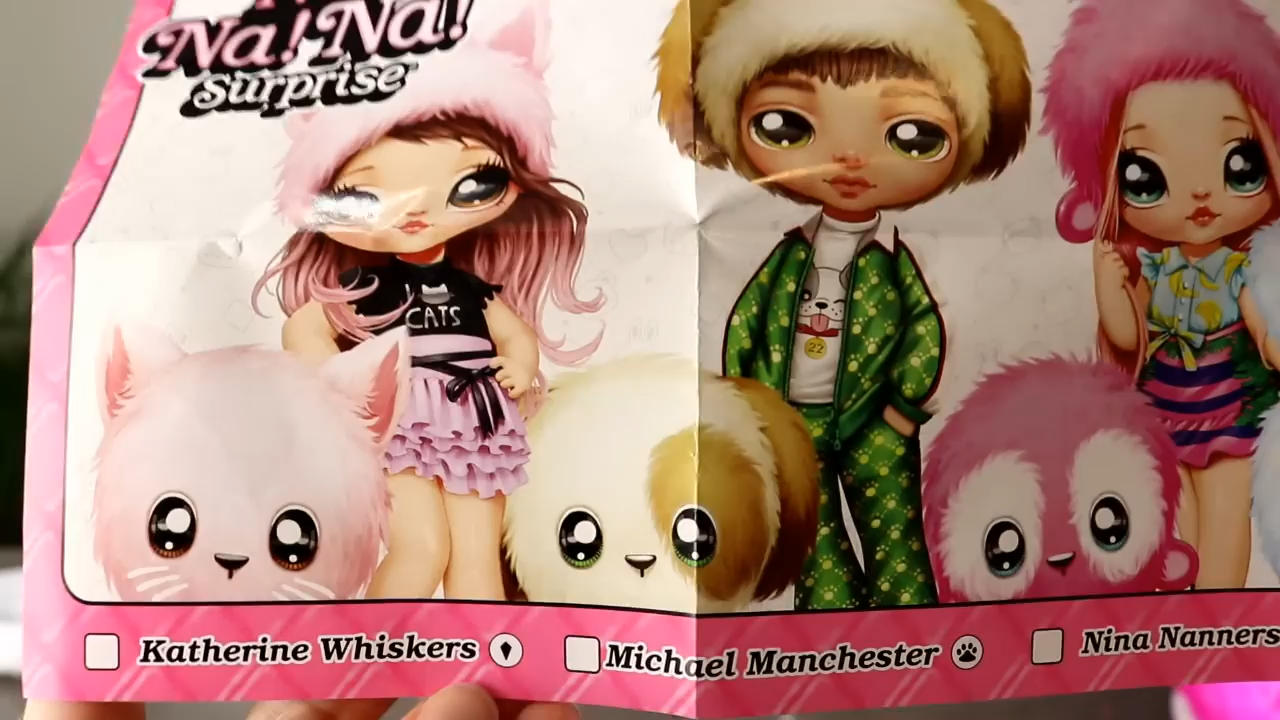 Na! Na!
Surprise
I
CATS
22
Katherine Whiskers
Michael Manchester
Nina Nanners